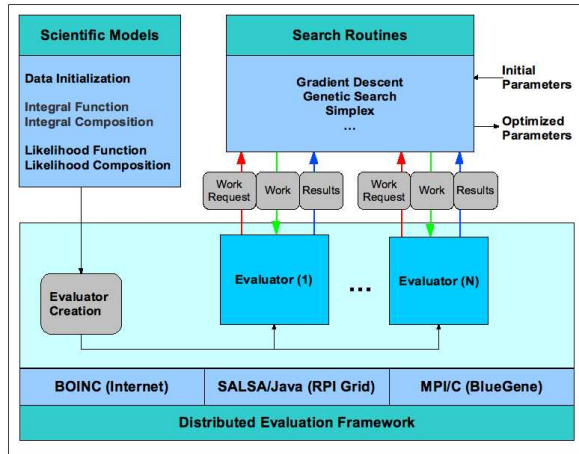 Scientific Models
Data Initialization
Integral Function
Integral Composition
Likelihood Function
Likelihood Composition
Search Routines
Gradient Descent
Genetic Search
Simplex
...
Initial
Parameters
Optimized
Parameters
Work
Request
Work
Results
Work
Request
Work
Results
Evaluator (1)
...
Evaluator (N)
Evaluator
Creation
BOINC (Internet)
SALSA/Java (RPI Grid)
MPI/C (BlueGene)
Distributed Evaluation Framework